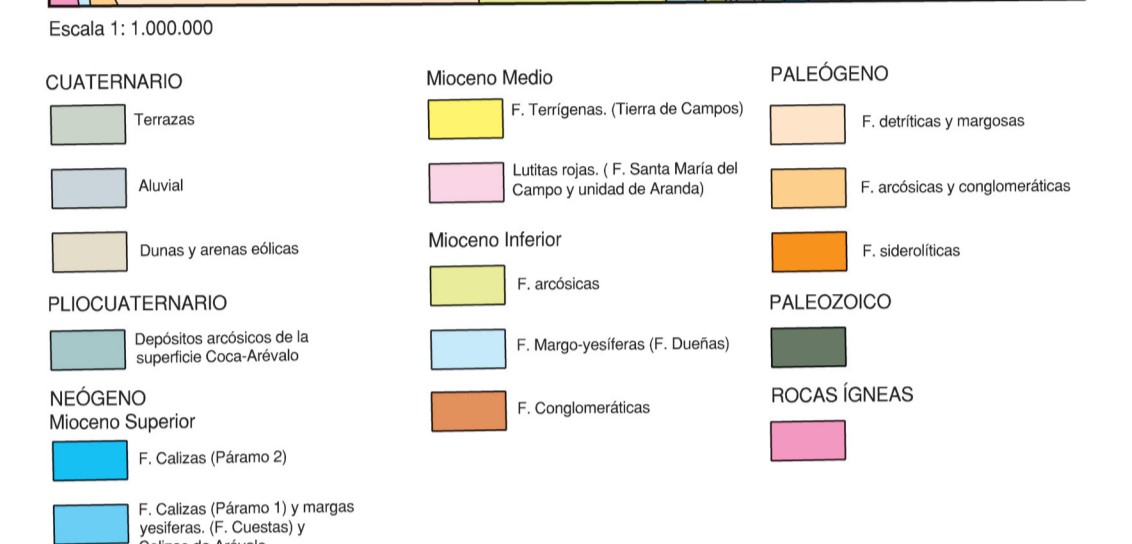 Escala 1: 1.000.000
CUATERNARIO
Terrazas
Aluvial
Dunas y arenas eólicas
PLIOCUATERNARIO
Depósitos arcósicos de la
superficie Coca-Arévalo
NEÓGENO
Mioceno Superior
F. Calizas (Páramo 2)
F. Calizas (Páramo 1) y margas
yesiferas. (F. Cuestas) y
Mioceno Medio
F. Terrígenas. (Tierra de Campos)
Lutitas rojas. ( F. Santa María del
Campo y unidad de Aranda)
Mioceno Inferior
F. arcósicas
F. Margo-yesíferas (F. Dueñas)
F. Conglomeráticas
PALEÓGENO
F. detríticas y margosas
F. arcósicas y conglomeráticas
F. siderolíticas
PALEOZOICO
ROCAS ÍGNEAS